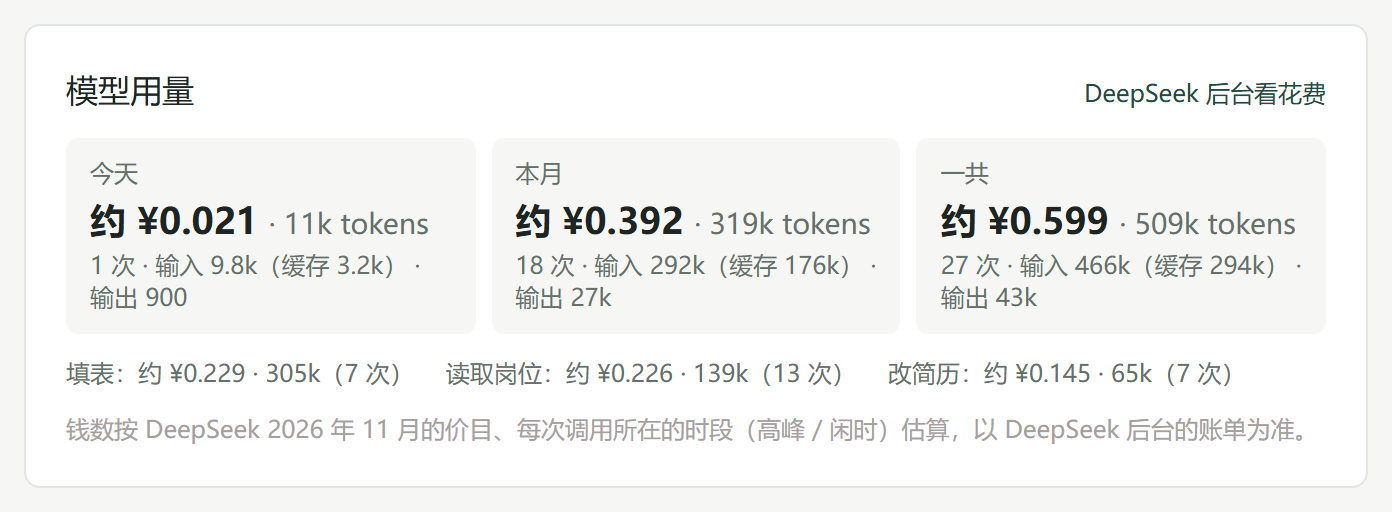 模型用量
DeepSeek 后台看花费
今天
约 ¥0.021 · 11k tokens
1 次 · 输入 9.8k（缓存 3.2k） ·
输出 900
本月
约 ¥0.392 · 319k tokens
18 次 · 输入 292k（缓存 176k） ·
输出 27k
一共
约 ¥0.599 · 509k tokens
27 次 · 输入 466k（缓存 294k） ·
输出 43k
填表：约 ¥0.229 · 305k（7 次） 读取岗位：约 ¥0.226 · 139k（13 次） 改简历：约 ¥0.145 · 65k（7 次）
钱数按 DeepSeek 2026 年 11 月的价目、每次调用所在的时段（高峰 / 闲时）估算，以 DeepSeek 后台的账单为准。